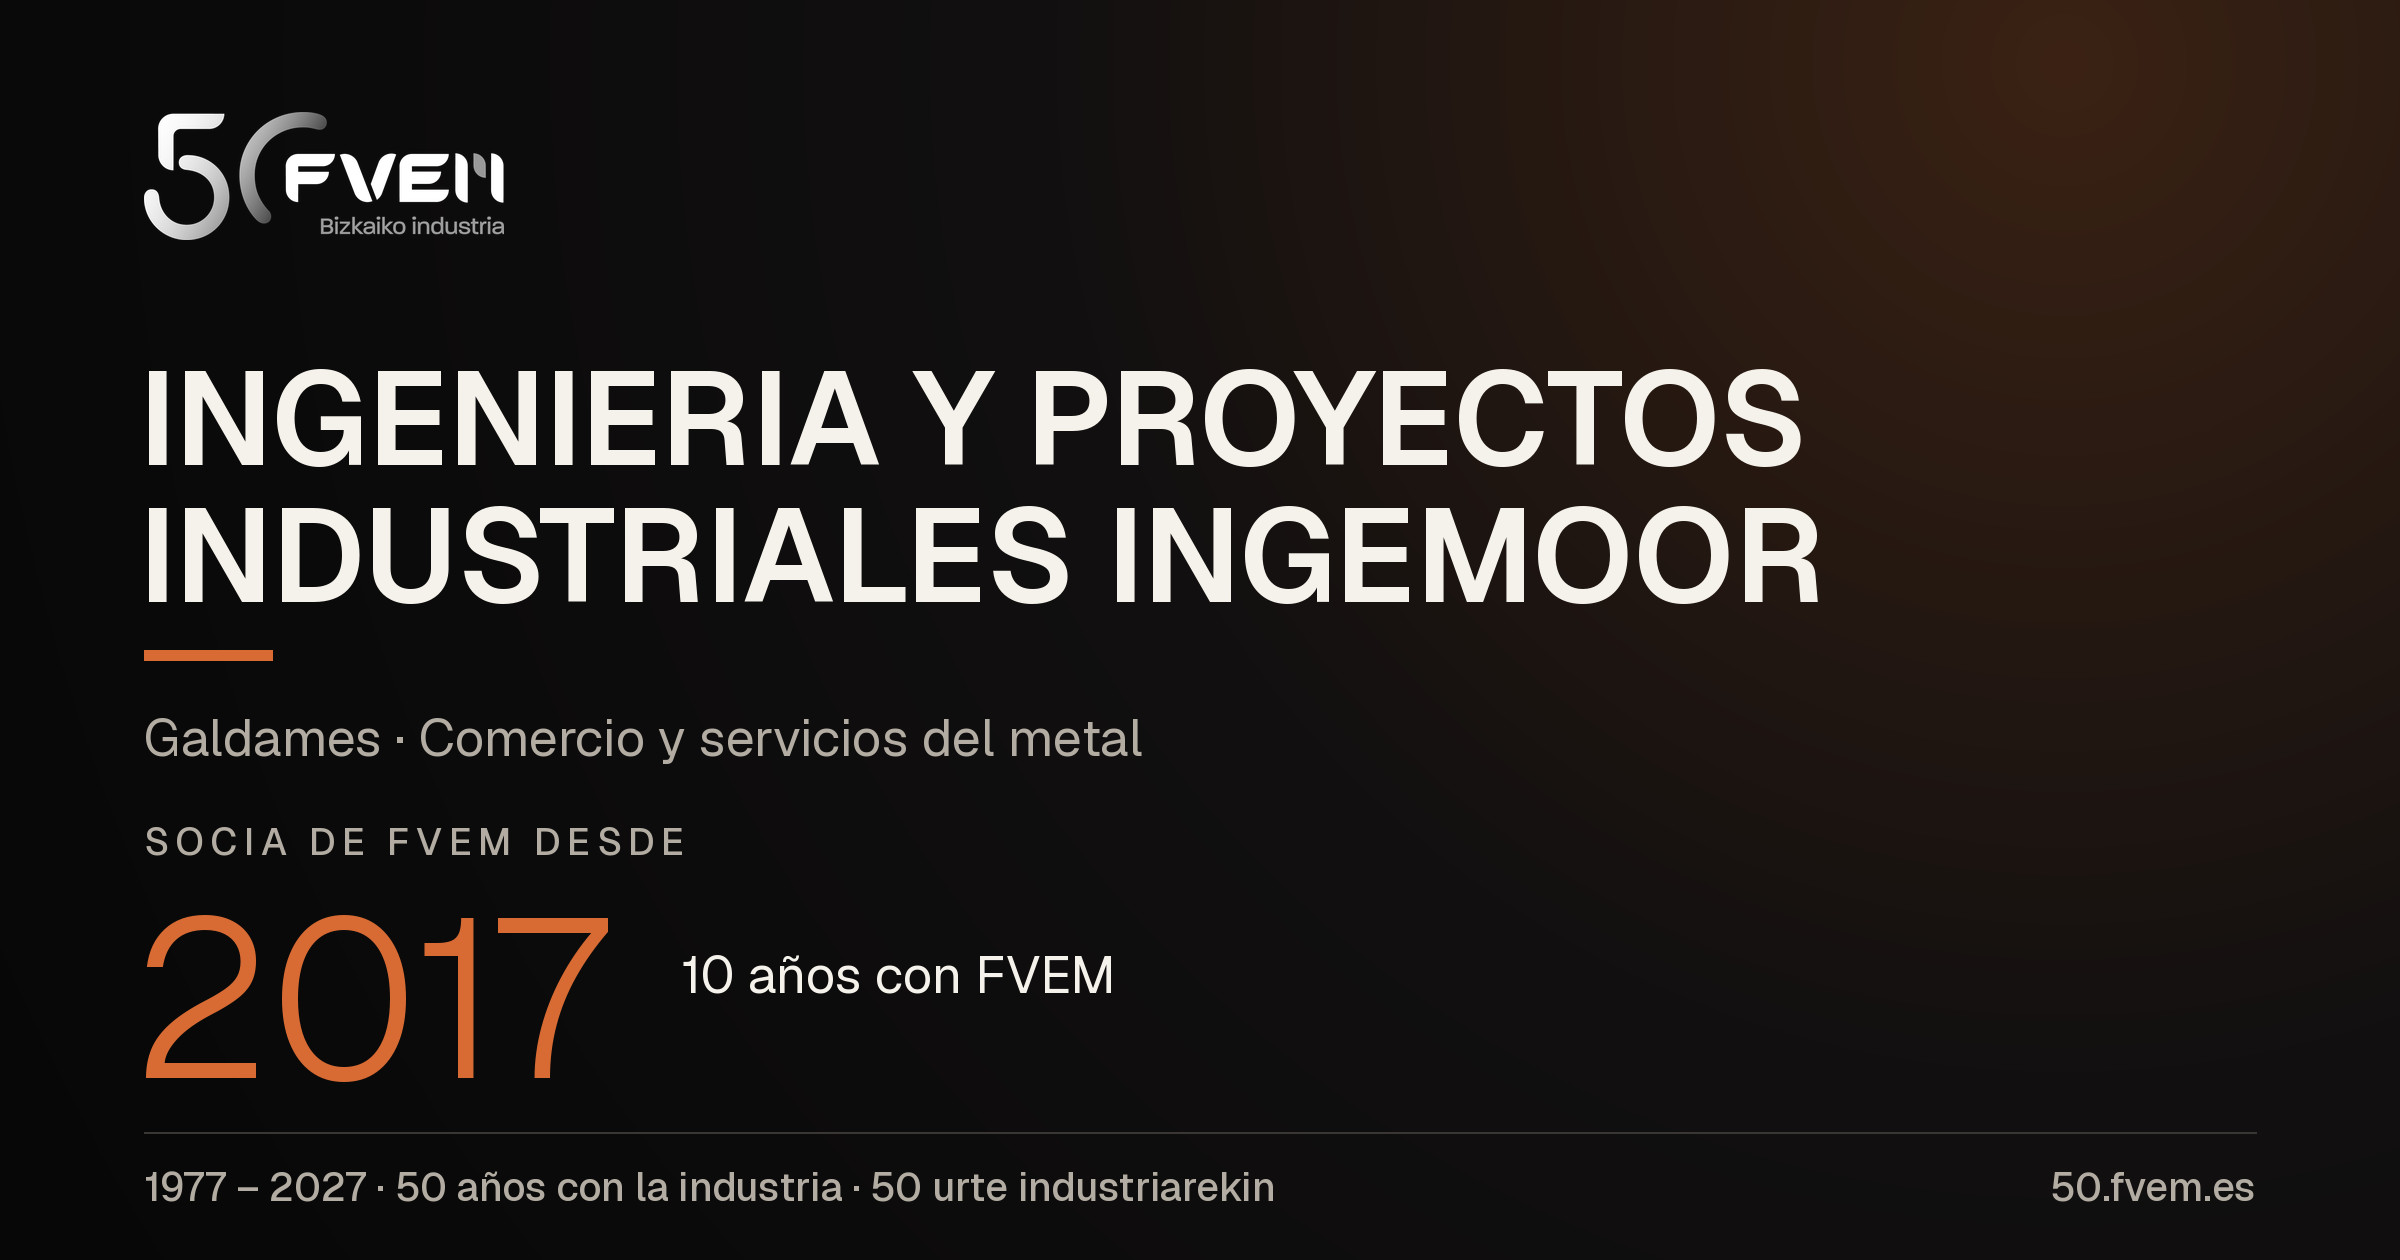 50 FVEM
Bizkaiko industria
INGENIERIA Y PROYECTOS
INDUSTRIALES INGEMOOR
Galdames · Comercio y servicios del metal
SOCIA DE FVEM DESDE
2017
10 años con FVEM
1977 – 2027 · 50 años con la industria · 50 urte industriarekin
50.fvem.es